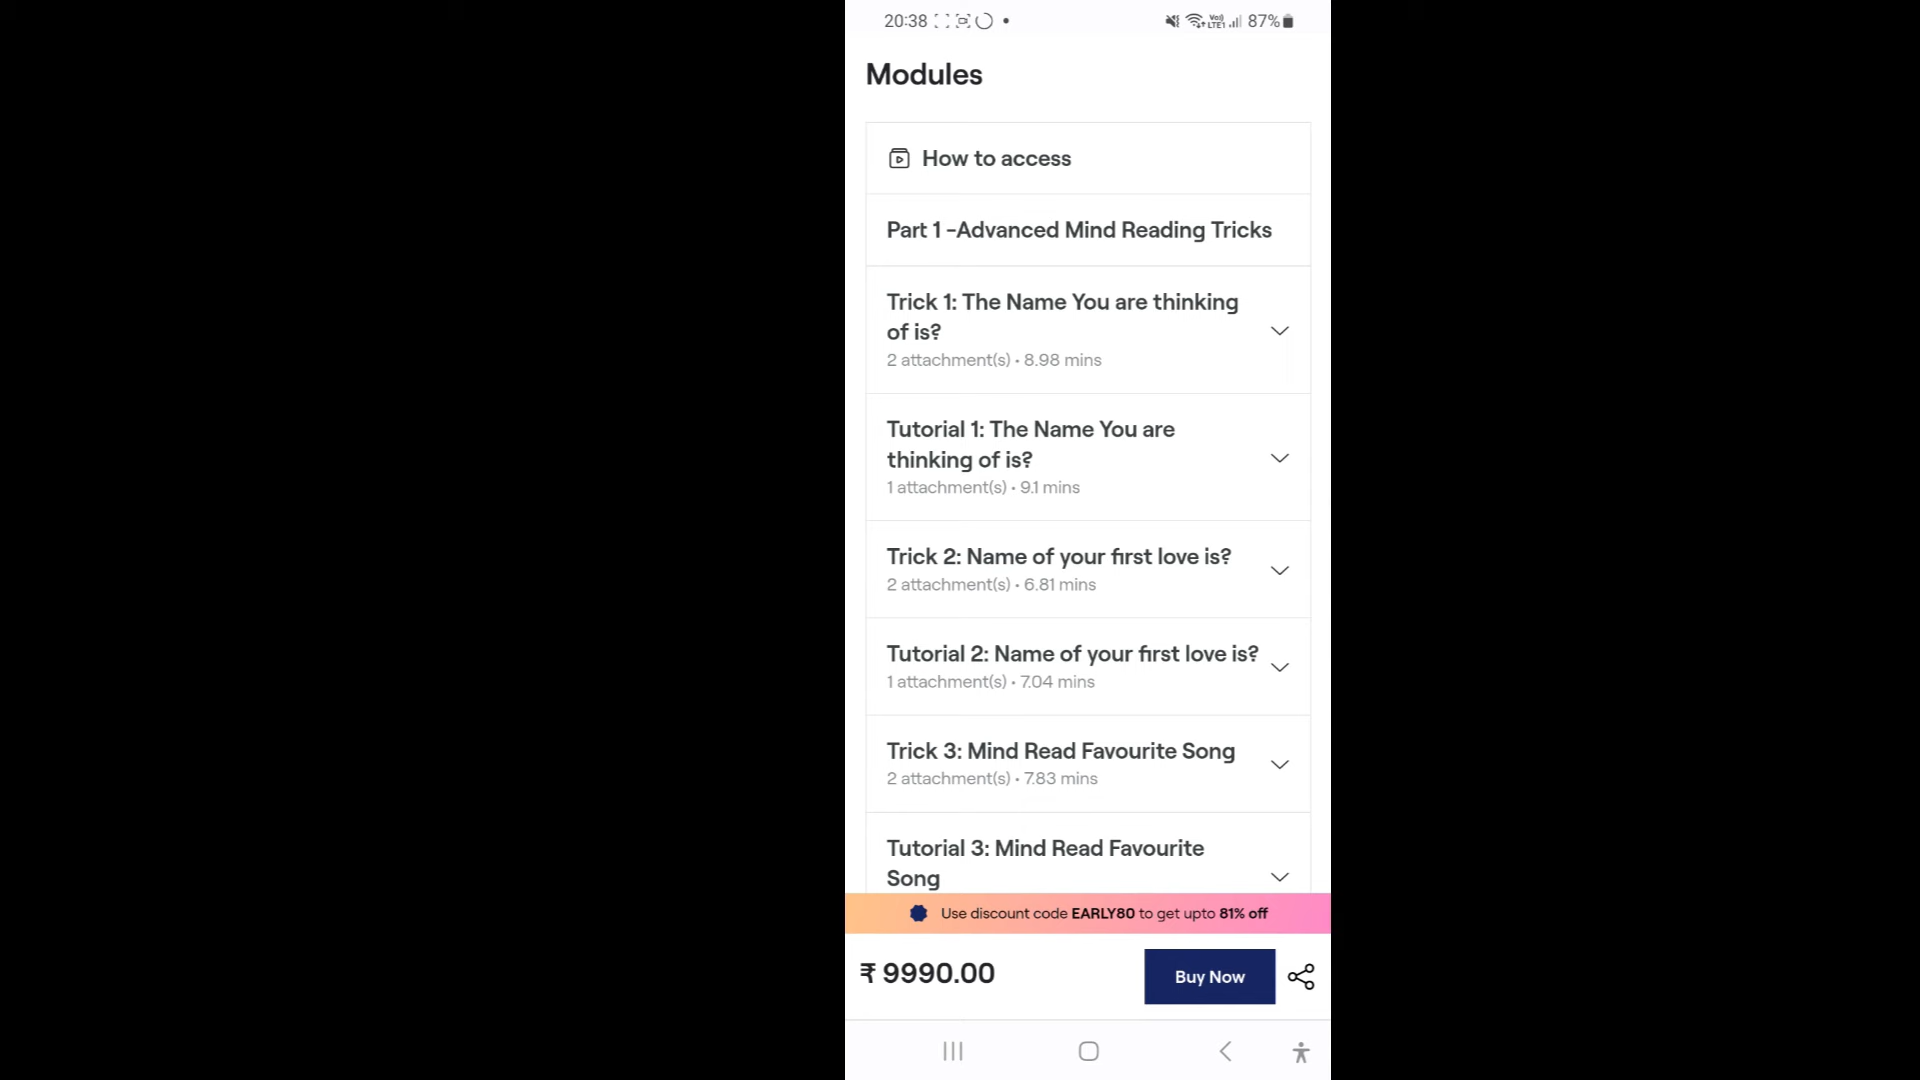 20:38
Vo)) LTE1 87%
Modules
How to access
Part 1 -Advanced Mind Reading Tricks
Trick 1: The Name You are thinking
of is?
2 attachment(s) • 8.98 mins
Tutorial 1: The Name You are
thinking of is?
1 attachment(s) • 9.1 mins
Trick 2: Name of your first love is?
2 attachment(s) • 6.81 mins
Tutorial 2: Name of your first love is?
1 attachment(s) • 7.04 mins
Trick 3: Mind Read Favourite Song
2 attachment(s) • 7.83 mins
Tutorial 3: Mind Read Favourite
Song
Use discount code EARLY80 to get upto 81% off
₹ 9990.00
Buy Now